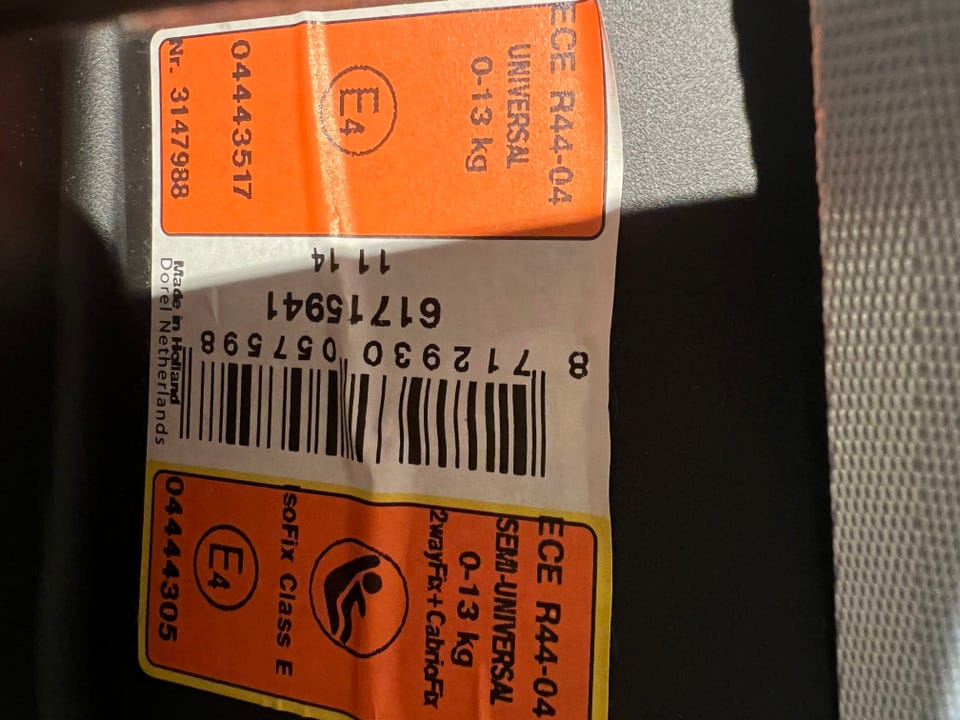 ECE R44-04
UNIVERSAL
0-13 kg
E4
04443517
Nr. 3147988
11 14
61715941
8 712930 057598
Made in Holland
Dorel Netherlands
ECE R44-04
SEMI-UNIVERSAL
0-13 kg
2wayFix+CabrioFix
IsoFix Class E
E4
04444305